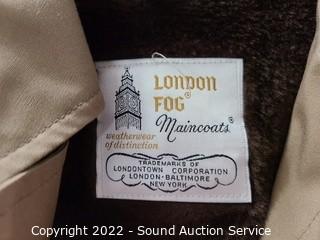 LONDON
FOG®
Maincoats®
weatherwear
of distinction
TRADEMARKS OF
LONDONTOWN CORPORATION
LONDON-BALTIMORE
NEW YORK
Copyright 2022 - Sound Auction Service